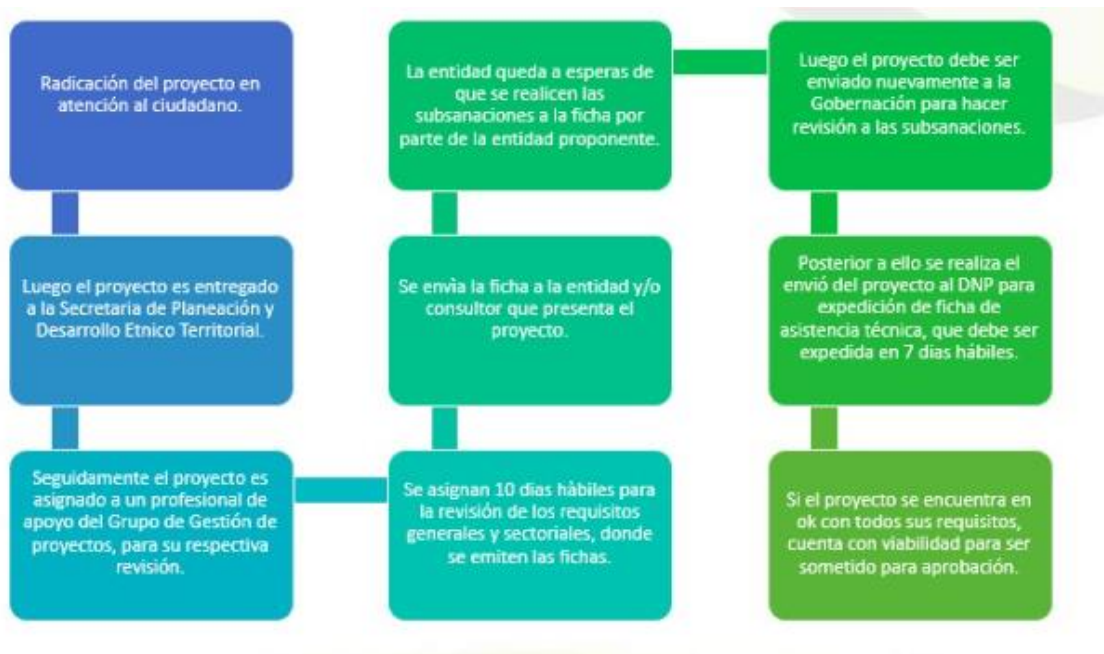 Radicación del proyecto en
atención al ciudadano.
Luego el proyecto es entregado
a la Secretaria de Planeación y
Desarrollo Etnico Territorial.
Seguidamente el proyecto es
asignado a un profesional de
apoyo del Grupo de Gestión de
proyectos, para su respectiva
revisión.
Se asignan 10 dias hàbiles para
la revisión de los requisitos
generales y sectoriales, donde
se emiten las fichas.
Se envìa la ficha a la entidad y/o
consultor que presenta el
proyecto.
La entidad queda a esperas de
que se realicen las
subsanaciones a la ficha por
parte de la entidad proponente.
Luego el proyecto debe ser
enviado nuevamente a la
Gobernación para hacer
revisión a las subsanaciones.
Posterior a ello se realiza el
envió del proyecto al DNP para
expedición de ficha de
asistencia técnica, que debe ser
expedida en 7 dias hábiles.
Si el proyecto se encuentra en
ok con todos sus requisitos,
cuenta con viabilidad para ser
sometido para aprobación.